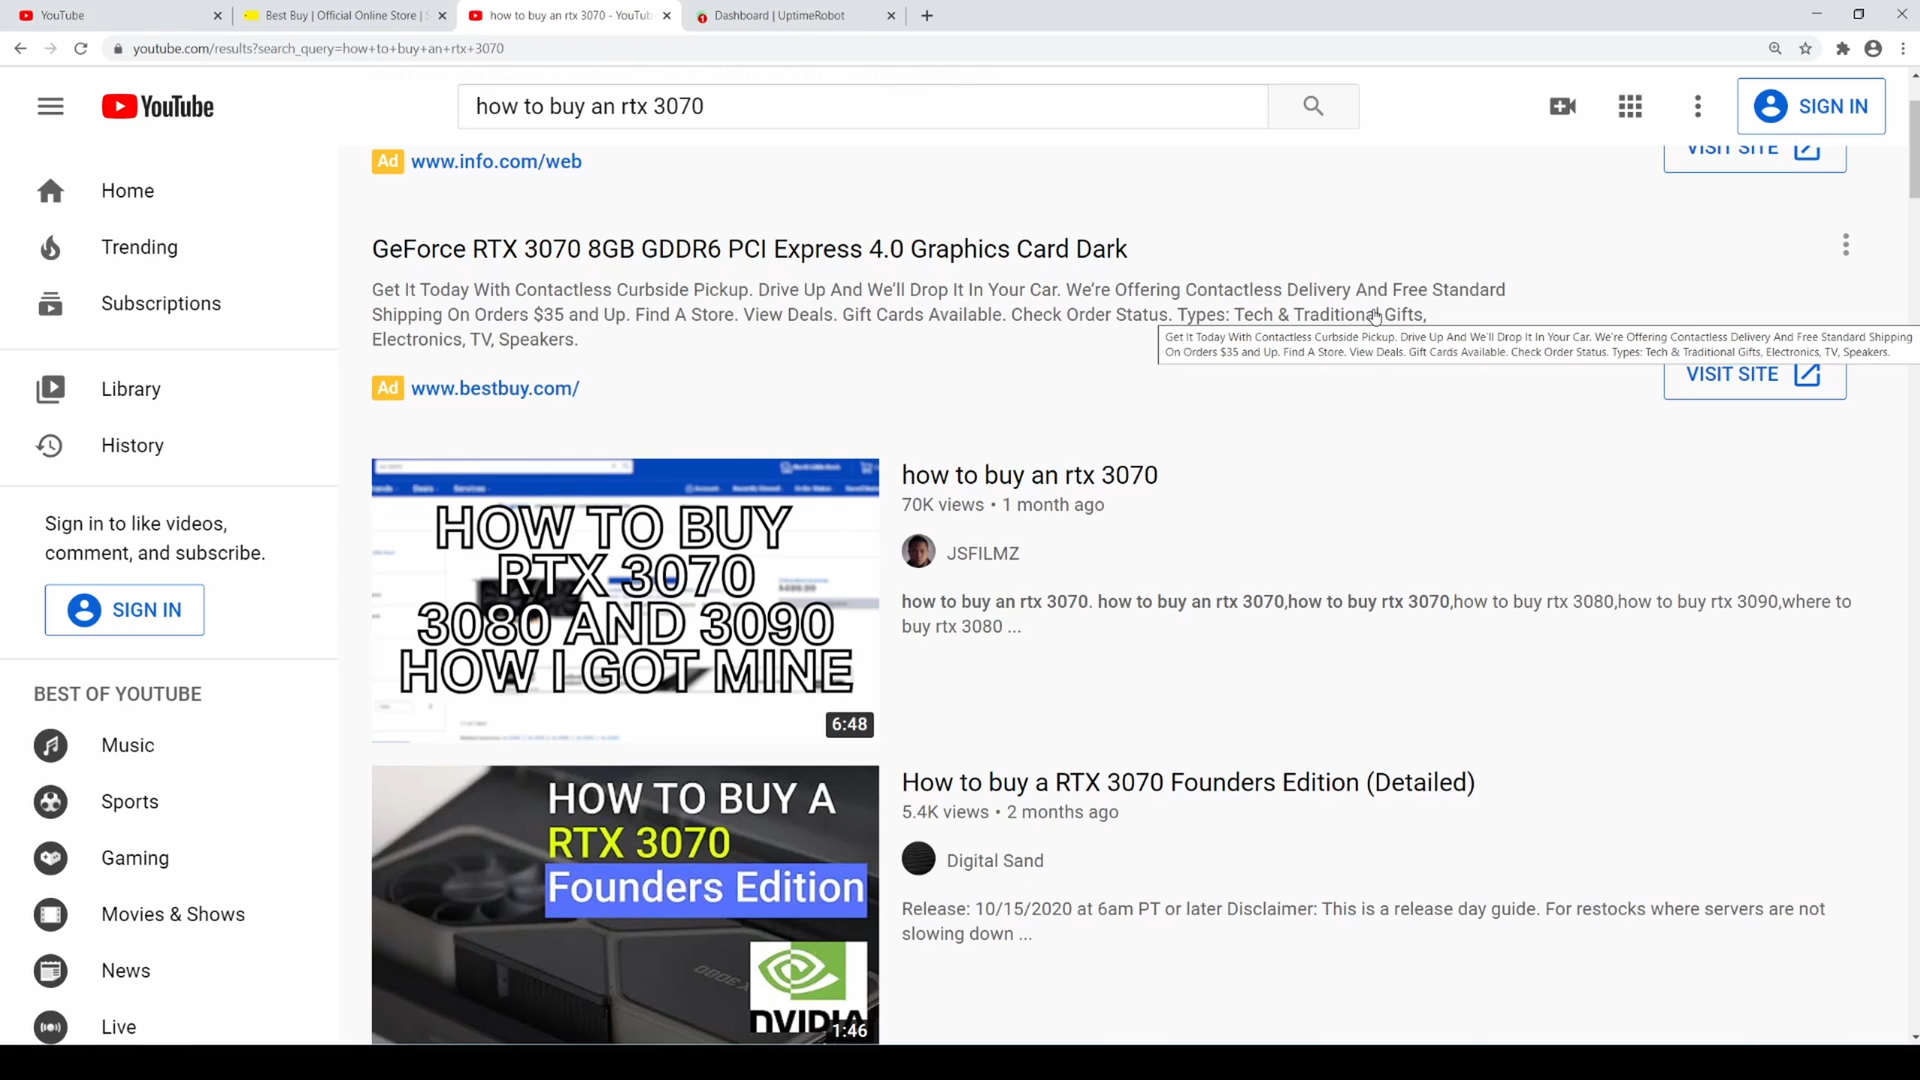 YouTube
Best Buy | Official Online Store | S
how to buy an rtx 3070 - YouTub
Dashboard | UptimeRobot
youtube.com/results?search_query=how+to+buy+an+rtx+3070
YouTube
how to buy an rtx 3070
SIGN IN
Home
Trending
Subscriptions
Library
History
Sign in to like videos,
comment, and subscribe.
SIGN IN
BEST OF YOUTUBE
Music
Sports
Gaming
Movies & Shows
News
Live
Ad www.info.com/web
VISIT SITE
GeForce RTX 3070 8GB GDDR6 PCI Express 4.0 Graphics Card Dark
Get It Today With Contactless Curbside Pickup. Drive Up And We'll Drop It In Your Car. We're Offering Contactless Delivery And Free Standard
Shipping On Orders $35 and Up. Find A Store. View Deals. Gift Cards Available. Check Order Status. Types: Tech & Traditional Gifts,
Electronics, TV, Speakers.
Get It Today With Contactless Curbside Pickup. Drive Up And We'll Drop It In Your Car. We're Offering Contactless Delivery And Free Standard Shipping
On Orders $35 and Up. Find A Store. View Deals. Gift Cards Available. Check Order Status. Types: Tech & Traditional Gifts, Electronics, TV, Speakers.
Ad www.bestbuy.com/
VISIT SITE
HOW TO BUY
RTX 3070
3080 AND 3090
HOW I GOT MINE
6:48
how to buy an rtx 3070
70K views • 1 month ago
JSFILMZ
how to buy an rtx 3070. how to buy an rtx 3070,how to buy rtx 3070,how to buy rtx 3080,how to buy rtx 3090,where to
buy rtx 3080 ...
HOW TO BUY A
RTX 3070
Founders Edition
NVIDIA
1:46
How to buy a RTX 3070 Founders Edition (Detailed)
5.4K views • 2 months ago
Digital Sand
Release: 10/15/2020 at 6am PT or later Disclaimer: This is a release day guide. For restocks where servers are not
slowing down ...